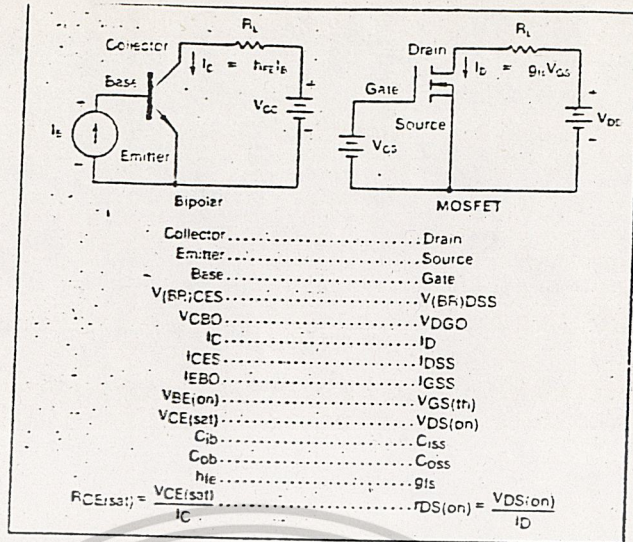 R_L
Collector
I_C = h_FE I_B
Base
+
V_CC
-
+
I_B
-
Emitter
Bipolar
R_L
Drain
I_D = g_fs V_GS
Gate
+
V_DD
-
Source
V_GS
MOSFET
Collector..............................Drain
Emitter..............................Source
Base..............................Gate
V(BR)CES..............................V(BR)DSS
VCBO..............................VDGO
IC..............................ID
ICES..............................IDSS
IEBO..............................IGSS
VBE(on)..............................VGS(th)
VCE(sat)..............................VDS(on)
Cib..............................Ciss
Cob..............................Coss
hfe..............................gfs
RCE(sat) = VCE(sat) / IC ..............................rDS(on) = VDS(on) / ID